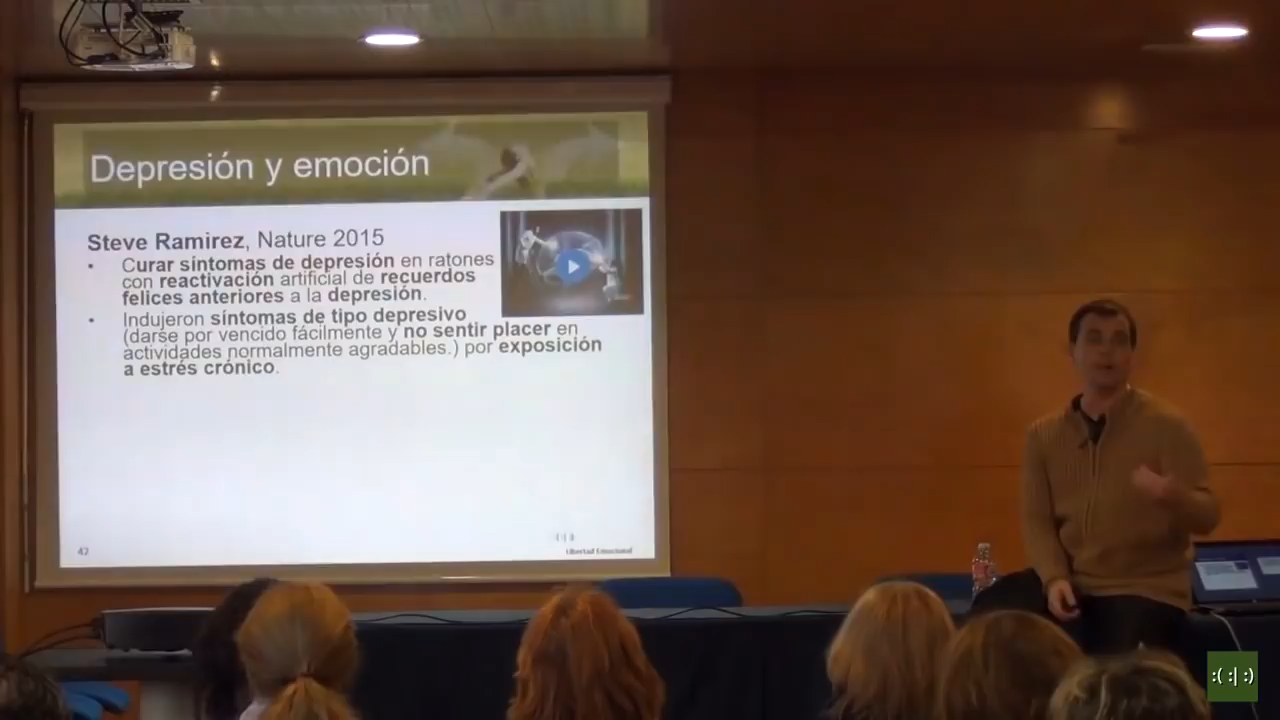 Depresión y emoción
Steve Ramirez, Nature 2015
• Curar síntomas de depresión en ratones
con reactivación artificial de recuerdos
felices anteriores a la depresión.
• Indujeron síntomas de tipo depresivo
(darse por vencido fácilmente y no sentir placer en
actividades normalmente agradables.) por exposición
a estrés crónico.
42
Libertad Emocional
:( :| :)